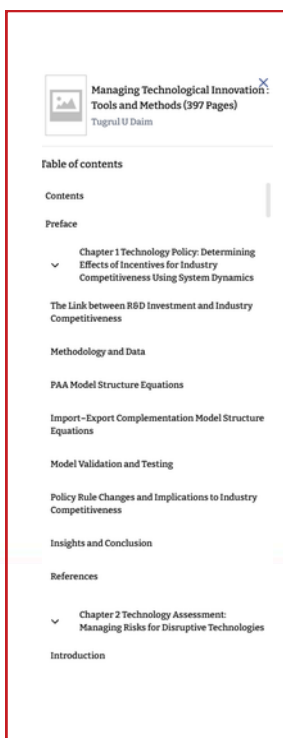 Managing Technological Innovation :
Tools and Methods (397 Pages)
Tugrul U Daim
Table of contents
Contents
Preface
Chapter 1 Technology Policy: Determining
Effects of Incentives for Industry
Competitiveness Using System Dynamics
The Link between R&D Investment and Industry
Competitiveness
Methodology and Data
PAA Model Structure Equations
Import–Export Complementation Model Structure
Equations
Model Validation and Testing
Policy Rule Changes and Implications to Industry
Competitiveness
Insights and Conclusion
References
Chapter 2 Technology Assessment:
Managing Risks for Disruptive Technologies
Introduction